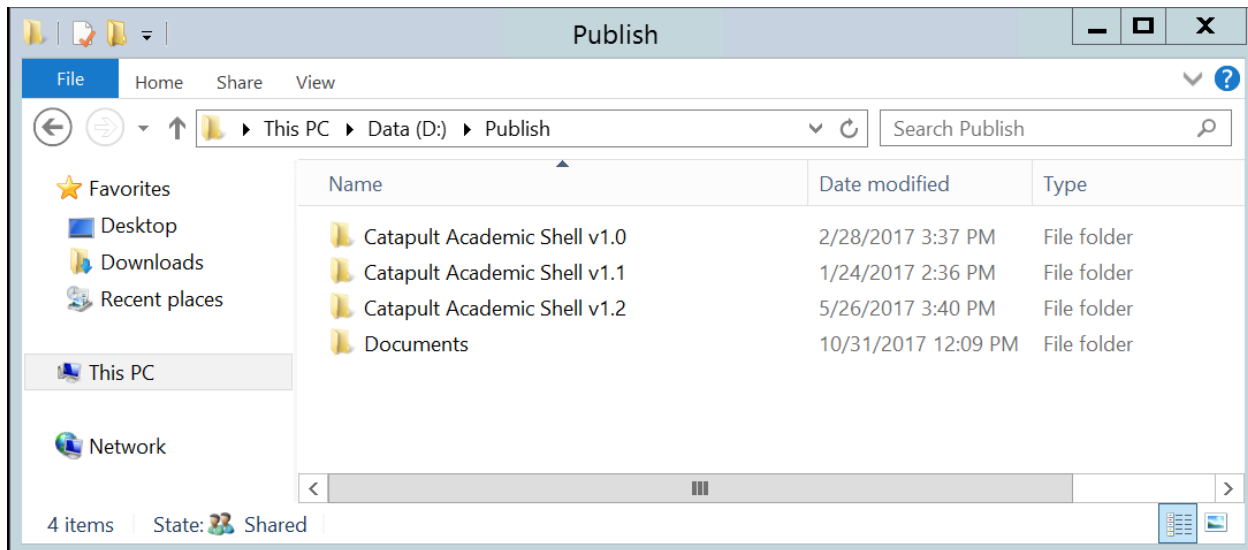 Publish
File Home Share View
This PC Data (D:) Publish Search Publish
Favorites
Desktop
Downloads
Recent places
This PC
Network
Name Date modified Type
Catapult Academic Shell v1.0 2/28/2017 3:37 PM File folder
Catapult Academic Shell v1.1 1/24/2017 2:36 PM File folder
Catapult Academic Shell v1.2 5/26/2017 3:40 PM File folder
Documents 10/31/2017 12:09 PM File folder
4 items State: Shared